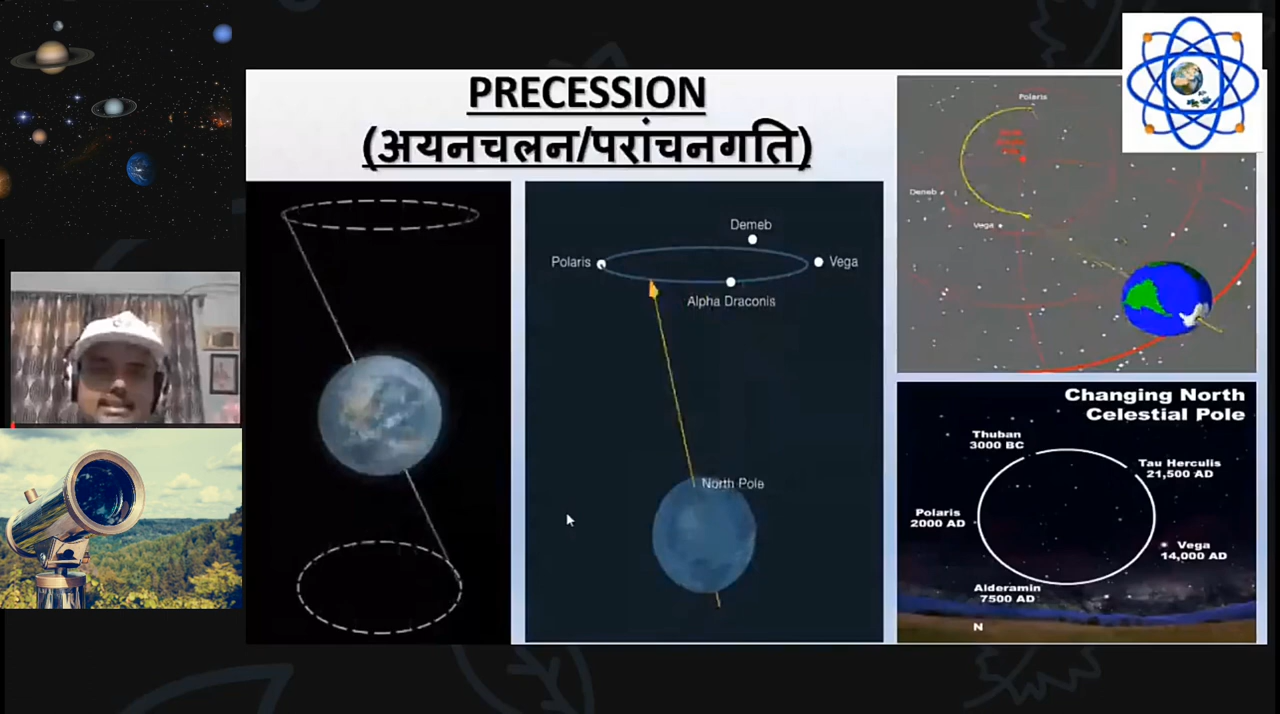 PRECESSION
(अयनचलन/परांचनगति)
Demeb
Polaris
Vega
Alpha Draconis
North Pole
Polaris
Deneb
Vega
Changing North
Celestial Pole
Thuban
3000 BC
Tau Herculis
21,500 AD
Polaris
2000 AD
Vega
14,000 AD
Alderamin
7500 AD
N